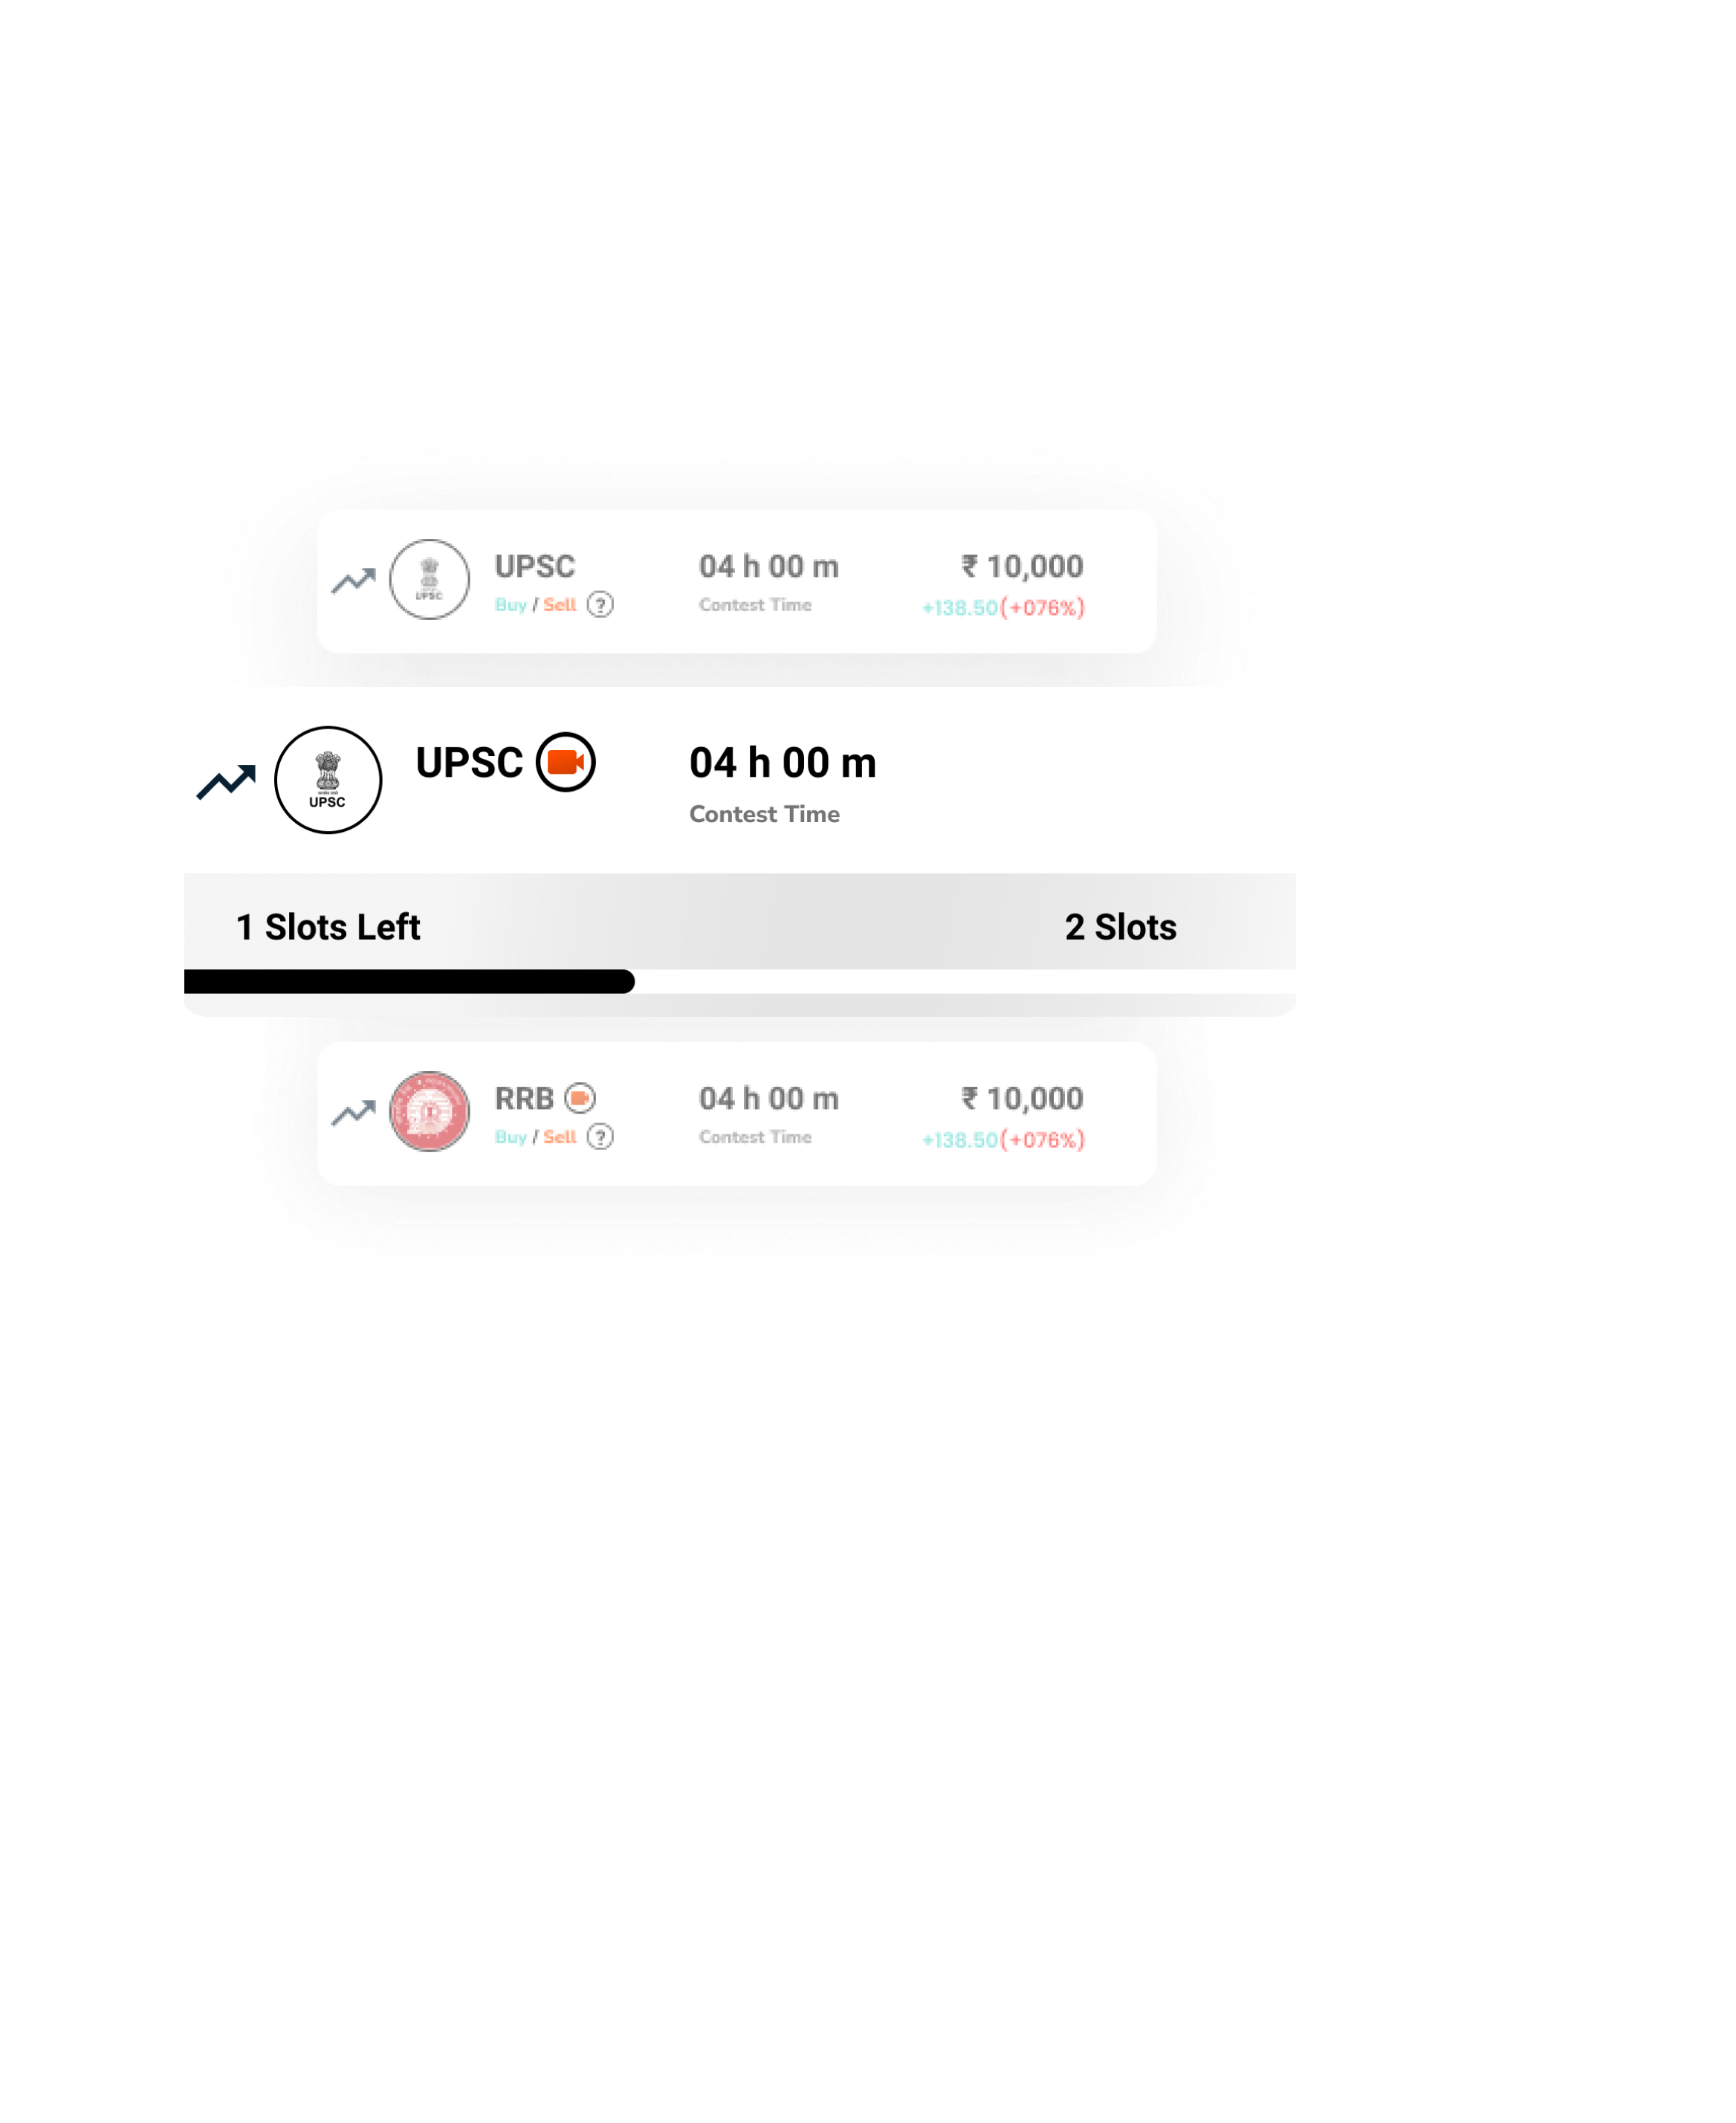 UPSC 04 h 00 m ₹ 10,000
UPSC
Buy / Sell ? Contest Time +138.50(+076%)
UPSC 04 h 00 m
UPSC
Contest Time
1 Slots Left 2 Slots
RRB 04 h 00 m ₹ 10,000
Buy / Sell ? Contest Time +138.50(+076%)